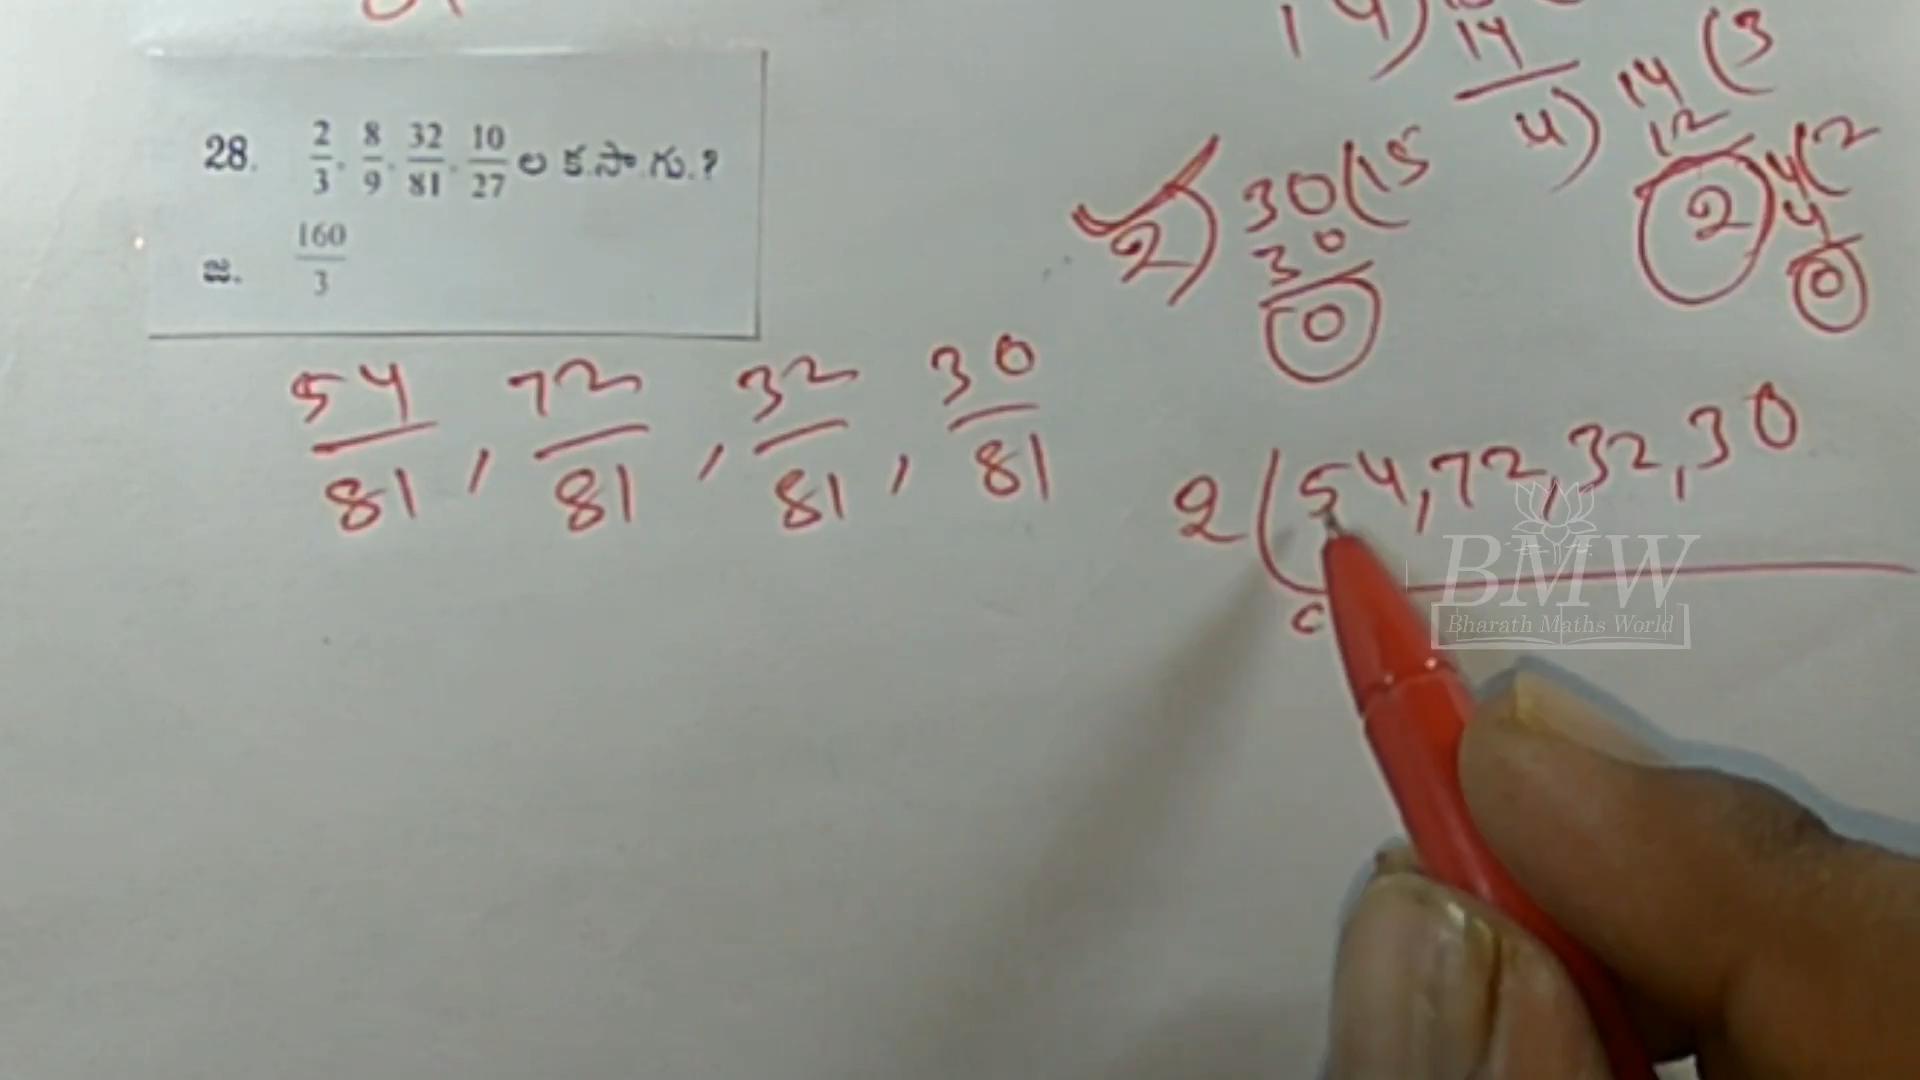 28. 2/3, 8/9, 32/81, 10/27 ల క.సా.గు.?
జ. 160/3
54/81, 72/81, 32/81, 30/81
14) 14
4) 14 (3
12
2) 4 (2
4
0
2) 30 (15
30
0
2 ( 54, 72, 32, 30
BMW
Bharath Maths World